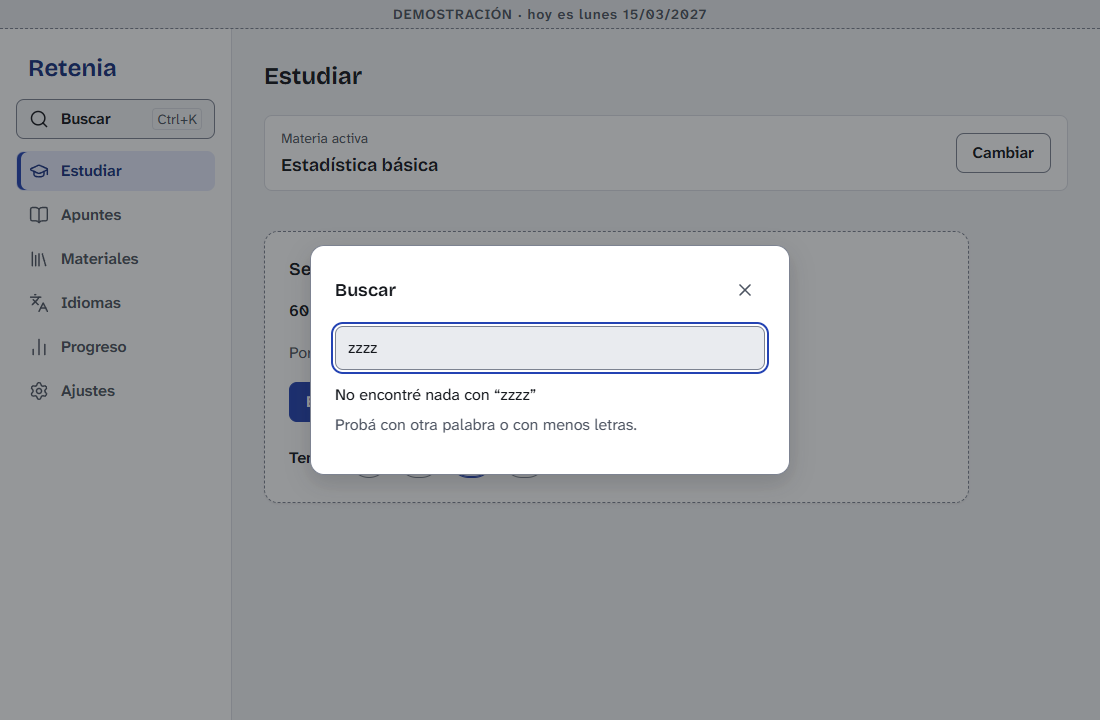 DEMOSTRACIÓN · hoy es lunes 15/03/2027
Retenia
Buscar Ctrl+K
Estudiar
Apuntes
Materiales
Idiomas
Progreso
Ajustes
Estudiar
Materia activa
Estadística básica
Cambiar
60
Buscar
zzzz
No encontré nada con “zzzz”
Probá con otra palabra o con menos letras.